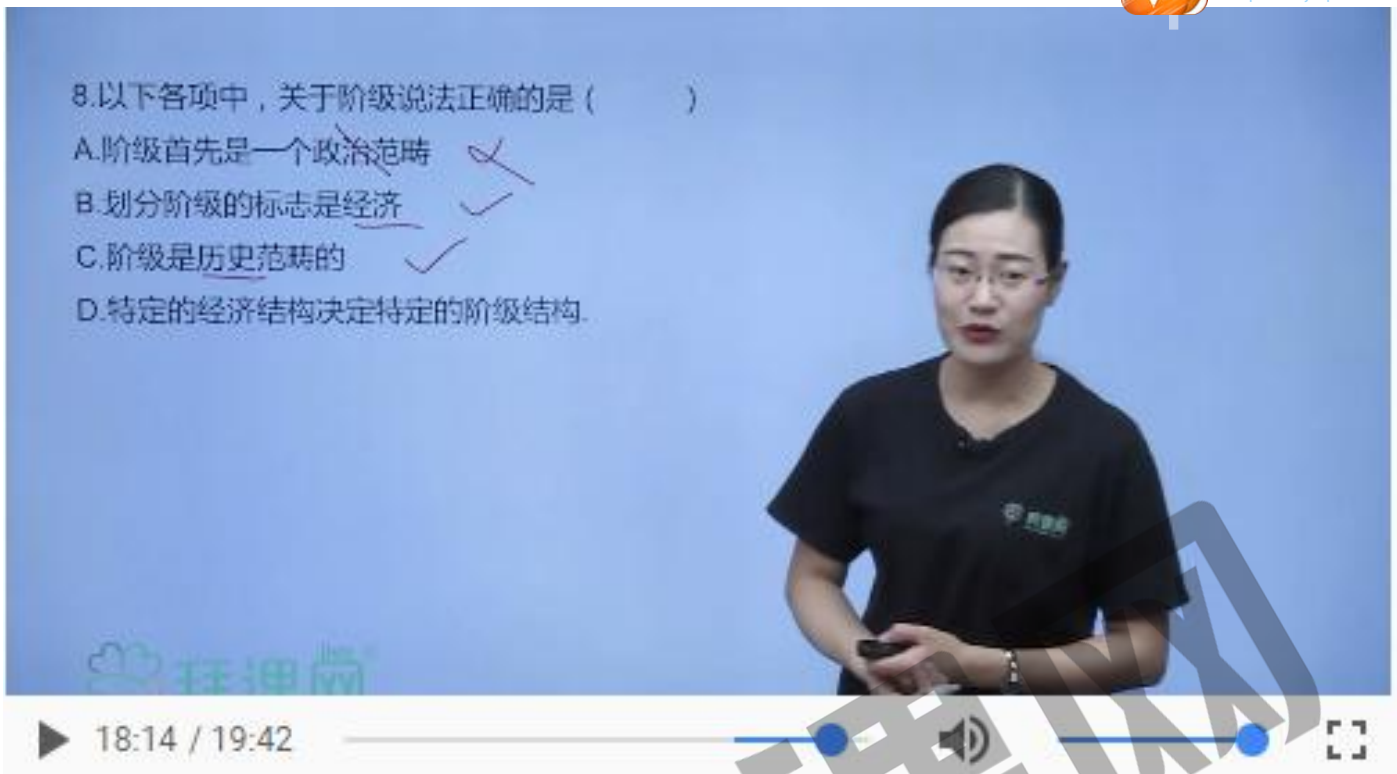 8.以下各项中，关于阶级说法正确的是（ ）
A.阶级首先是一个政治范畴
B.划分阶级的标志是经济
C.阶级是历史范畴的
D.特定的经济结构决定特定的阶级结构.
课网
18:14 / 19:42